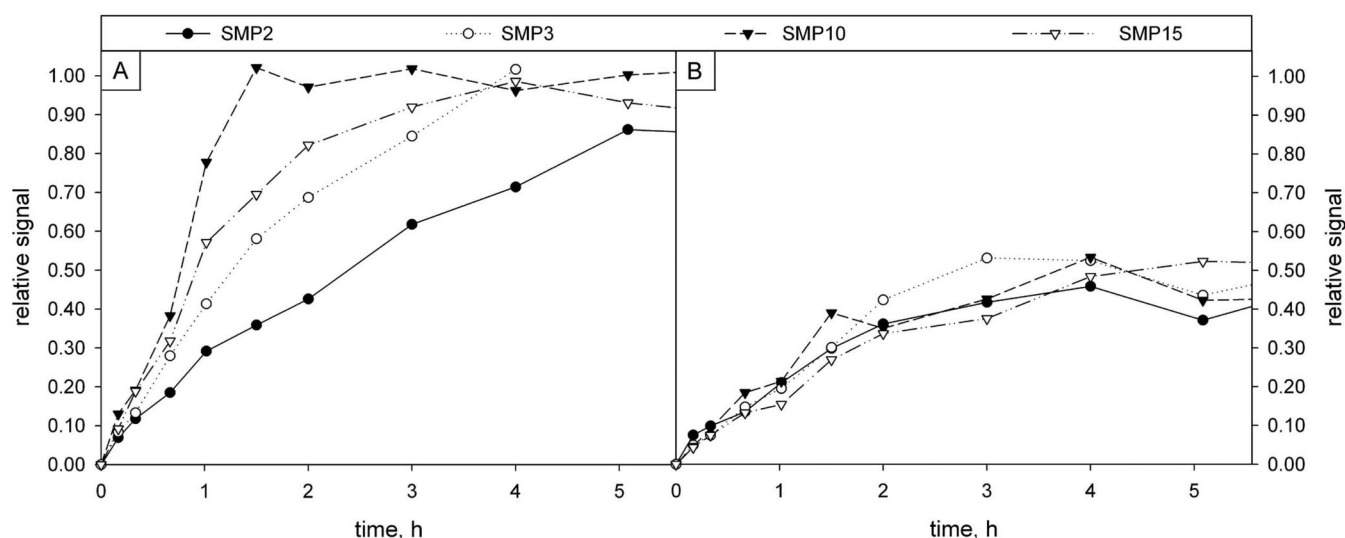 SMP2 SMP3 SMP10 SMP15
A B
1.00 1.00
0.90 0.90
0.80 0.80
0.70 0.70
0.60 0.60
0.50 0.50
0.40 0.40
0.30 0.30
0.20 0.20
0.10 0.10
0.00 0.00
relative signal relative signal
0 1 2 3 4 5 0 1 2 3 4 5
time, h time, h